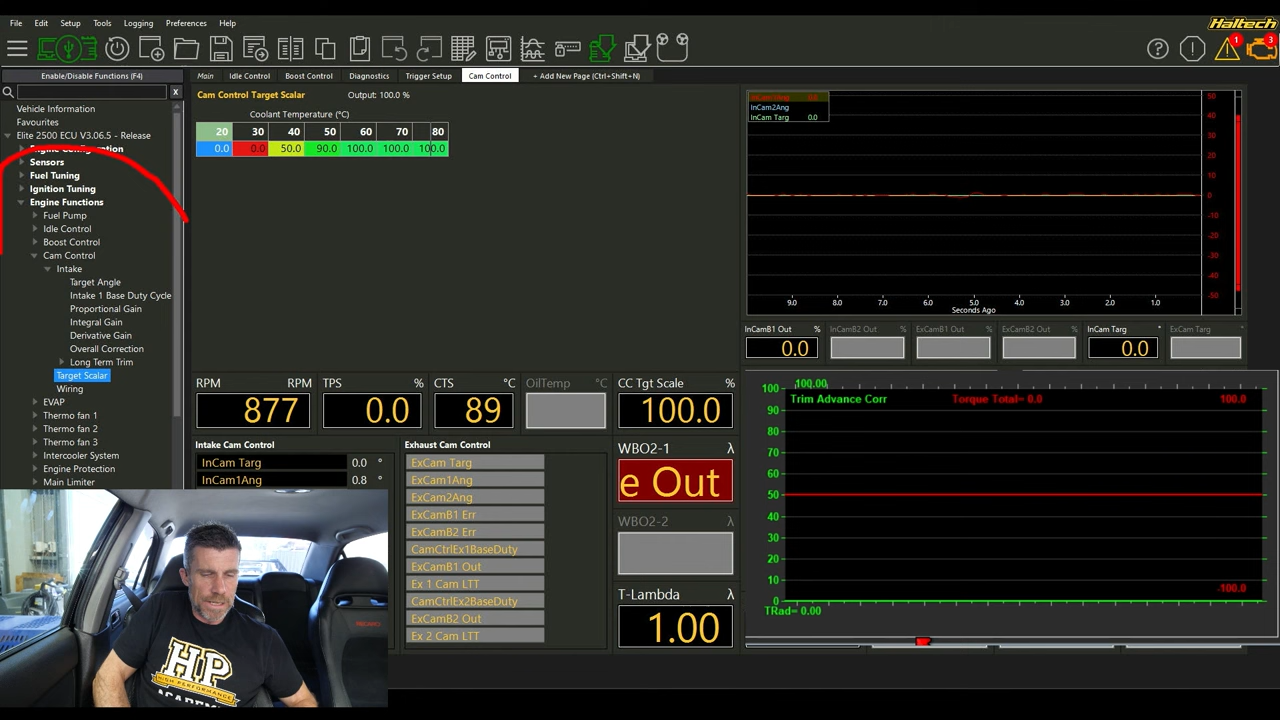 File Edit Setup Tools Logging Preferences Help
Haltech
1
3
Enable/Disable Functions (F4)
Main Idle Control Boost Control Diagnostics Trigger Setup Cam Control + Add New Page (Ctrl+Shift+N)
x
Vehicle Information
Favourites
Elite 2500 ECU V3.06.5 - Release
Engine Configuration
Sensors
Fuel Tuning
Ignition Tuning
Engine Functions
Fuel Pump
Idle Control
Boost Control
Cam Control
Intake
Target Angle
Intake 1 Base Duty Cycle
Proportional Gain
Integral Gain
Derivative Gain
Overall Correction
Long Term Trim
Target Scalar
Wiring
EVAP
Thermo fan 1
Thermo fan 2
Thermo fan 3
Intercooler System
Engine Protection
Main Limiter
Cam Control Target Scalar Output: 100.0 %
Coolant Temperature (°C)
20 30 40 50 60 70 80
0.0 0.0 50.0 90.0 100.0 100.0 100.0
InCam1Ang 0.8
InCam2Ang
InCam Targ 0.0
50
40
30
20
10
0
-10
-20
-30
-40
-50
9.0 8.0 7.0 6.0 5.0 4.0 3.0 2.0 1.0
Seconds Ago
InCamB1 Out % InCamB2 Out % ExCamB1 Out % ExCamB2 Out % InCam Targ ° ExCam Targ °
0.0 0.0
RPM RPM TPS % CTS °C OilTemp °C CC Tgt Scale %
877 0.0 89 100.0
Intake Cam Control
InCam Targ 0.0 °
InCam1Ang 0.8 °
Exhaust Cam Control
ExCam Targ
ExCam1Ang
ExCam2Ang
ExCamB1 Err
ExCamB2 Err
CamCtrlEx1BaseDuty
ExCamB1 Out
Ex 1 Cam LTT
CamCtrlEx2BaseDuty
ExCamB2 Out
Ex 2 Cam LTT
WBO2-1 λ
e Out
WBO2-2 λ
T-Lambda λ
1.00
100.00
Trim Advance Corr Torque Total= 0.0 100.0
100
90
80
70
60
50
40
30
20
10
0
-100.0
TRad= 0.00
RECARO
HP
HIGH PERFORMANCE
ACADEMY